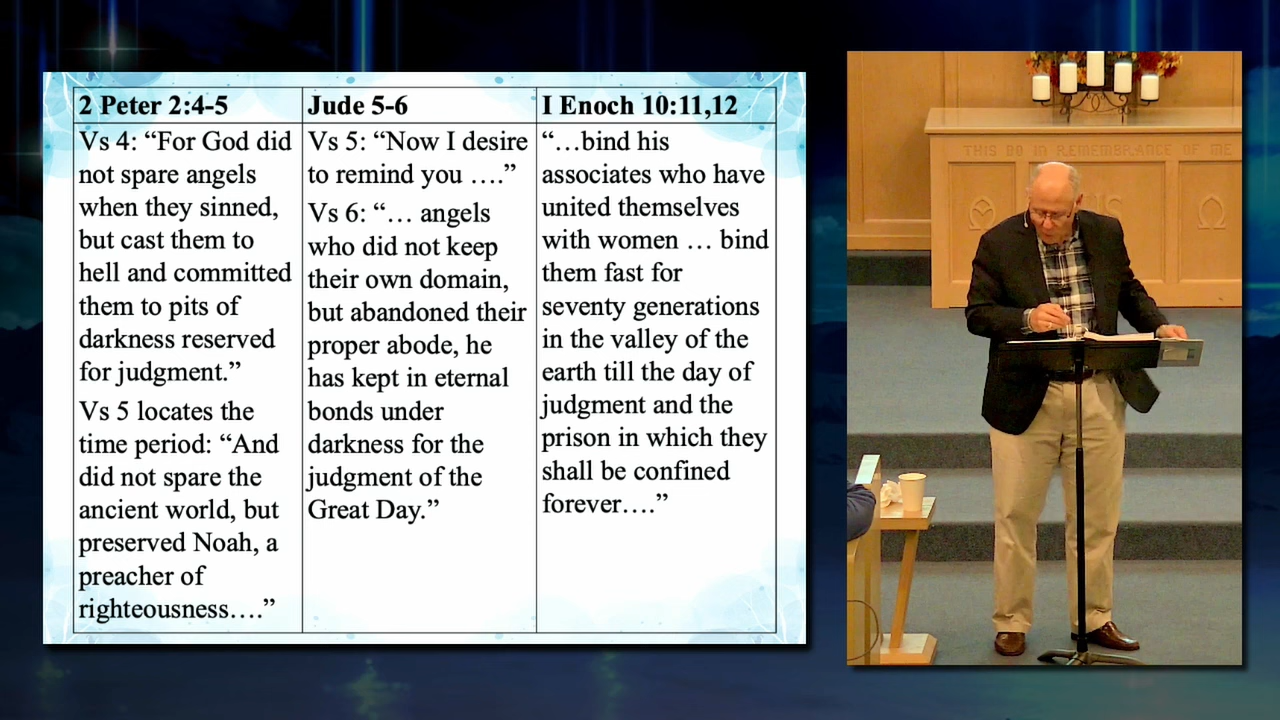 2 Peter 2:4-5
Vs 4: “For God did
not spare angels
when they sinned,
but cast them to
hell and committed
them to pits of
darkness reserved
for judgment.”
Vs 5 locates the
time period: “And
did not spare the
ancient world, but
preserved Noah, a
preacher of
righteousness….”
Jude 5-6
Vs 5: “Now I desire
to remind you ….”
Vs 6: “… angels
who did not keep
their own domain,
but abandoned their
proper abode, he
has kept in eternal
bonds under
darkness for the
judgment of the
Great Day.”
I Enoch 10:11,12
“…bind his
associates who have
united themselves
with women … bind
them fast for
seventy generations
in the valley of the
earth till the day of
judgment and the
prison in which they
shall be confined
forever….”
THIS DO IN REMEMBRANCE OF ME